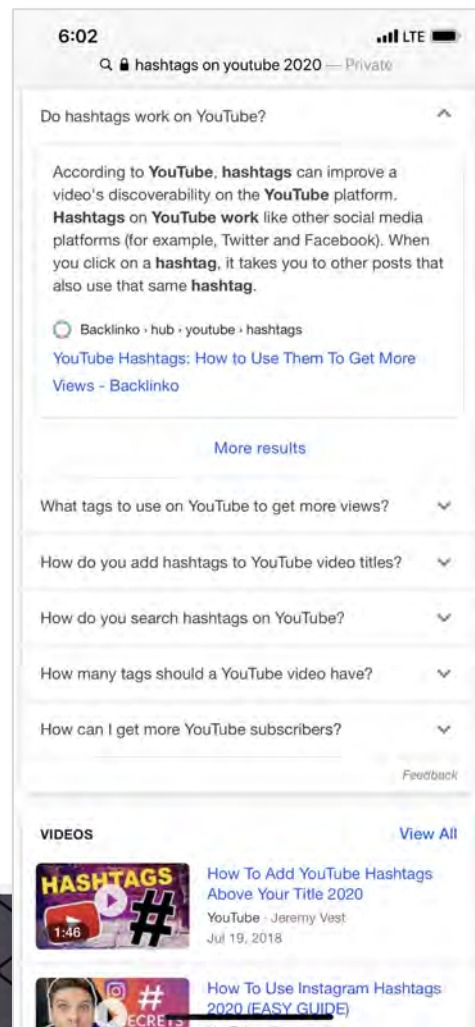 6:02
LTE
hashtags on youtube 2020 — Private
Do hashtags work on YouTube?
According to YouTube, hashtags can improve a
video's discoverability on the YouTube platform.
Hashtags on YouTube work like other social media
platforms (for example, Twitter and Facebook). When
you click on a hashtag, it takes you to other posts that
also use that same hashtag.
Backlinko › hub › youtube › hashtags
YouTube Hashtags: How to Use Them To Get More
Views - Backlinko
More results
What tags to use on YouTube to get more views?
How do you add hashtags to YouTube video titles?
How do you search hashtags on YouTube?
How many tags should a YouTube video have?
How can I get more YouTube subscribers?
Feedback
VIDEOS
View All
HASHTAGS
#
1:46
How To Add YouTube Hashtags
Above Your Title 2020
YouTube · Jeremy Vest
Jul 19, 2018
#
How To Use Instagram Hashtags
2020 (EASY GUIDE)